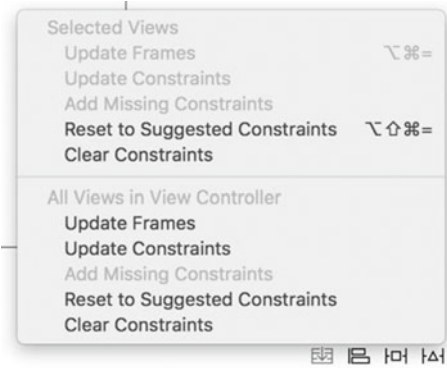 Selected Views
Update Frames ⌥⌘=
Update Constraints
Add Missing Constraints
Reset to Suggested Constraints ⌥⇧⌘=
Clear Constraints
All Views in View Controller
Update Frames
Update Constraints
Add Missing Constraints
Reset to Suggested Constraints
Clear Constraints